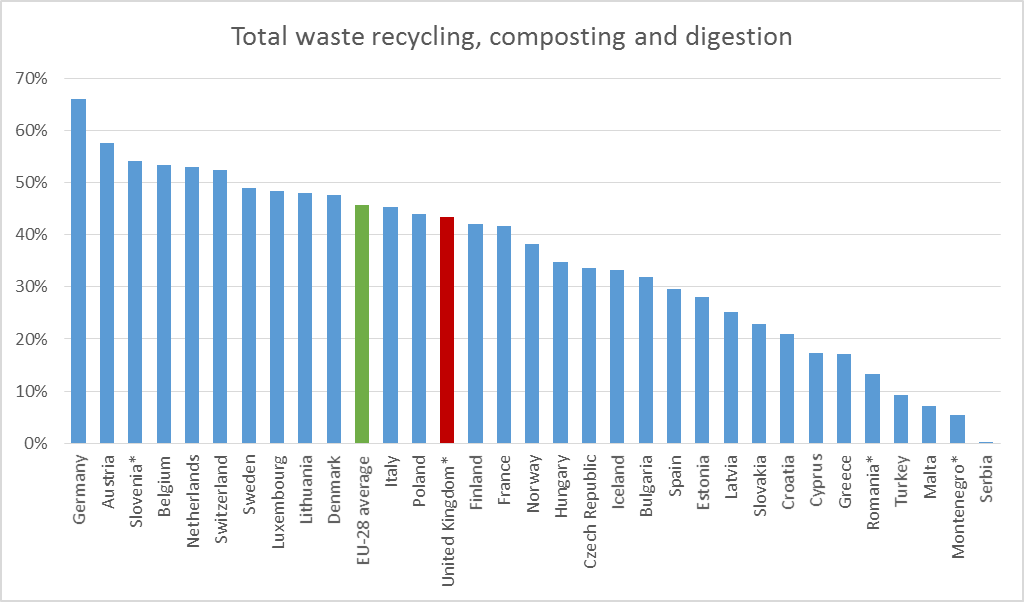 Total waste recycling, composting and digestion
70%
60%
50%
40%
30%
20%
10%
0%
Germany
Austria
Slovenia*
Belgium
Netherlands
Switzerland
Sweden
Luxembourg
Lithuania
Denmark
EU-28 average
Italy
Poland
United Kingdom*
Finland
France
Norway
Hungary
Czech Republic
Iceland
Bulgaria
Spain
Estonia
Latvia
Slovakia
Croatia
Cyprus
Greece
Romania*
Turkey
Malta
Montenegro*
Serbia